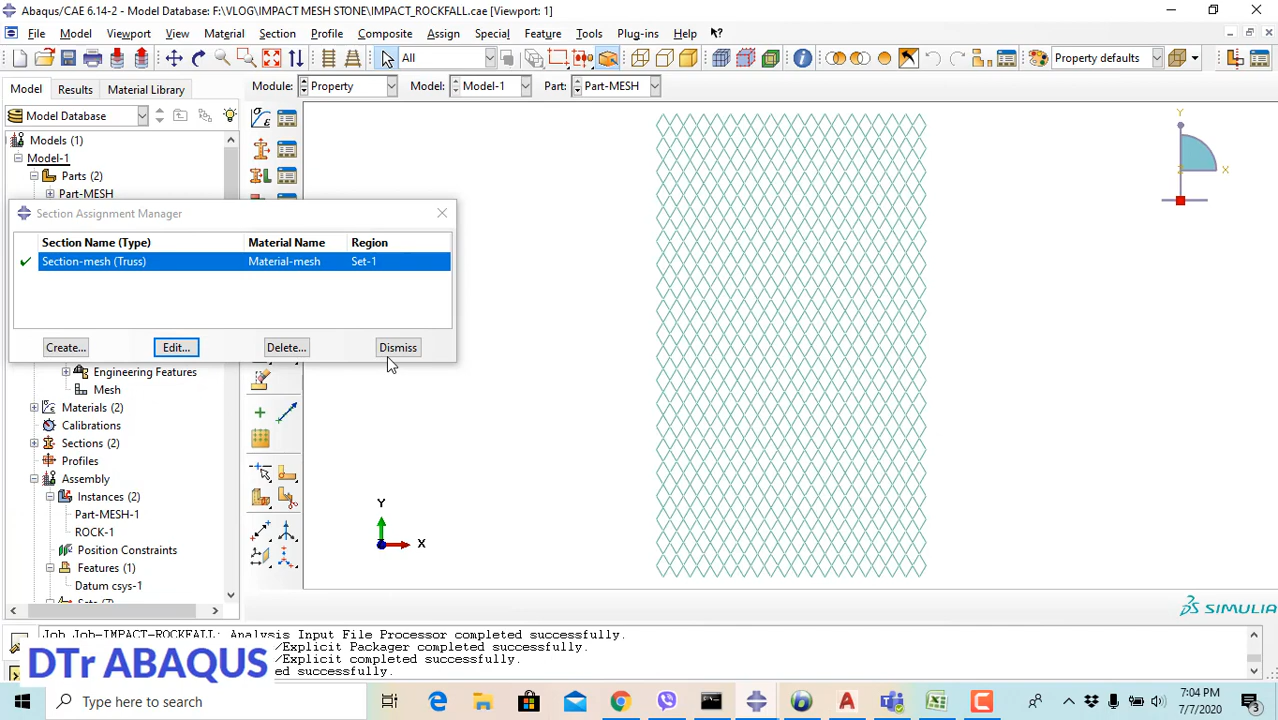 Abaqus/CAE 6.14-2 - Model Database: F:\VLOG\IMPACT MESH STONE\IMPACT_ROCKFALL.cae [Viewport: 1]
File Model Viewport View Material Section Profile Composite Assign Special Feature Tools Plug-ins Help
All
Property defaults
Model Results Material Library
Module: Property Model: Model-1 Part: Part-MESH
Model Database
Models (1)
Model-1
Parts (2)
Part-MESH
Section Assignment Manager
Section Name (Type) Material Name Region
Section-mesh (Truss) Material-mesh Set-1
Create... Edit... Delete... Dismiss
Engineering Features
Mesh
Materials (2)
Calibrations
Sections (2)
Profiles
Assembly
Instances (2)
Part-MESH-1
ROCK-1
Position Constraints
Features (1)
Datum csys-1
Y
X
Z
Y
X
SIMULIA
Job Job-IMPACT-ROCKFALL: Analysis Input File Processor completed successfully.
/Explicit Packager completed successfully.
/Explicit completed successfully.
ed successfully.
DTr ABAQUS
Type here to search
7:04 PM
7/7/2020
3